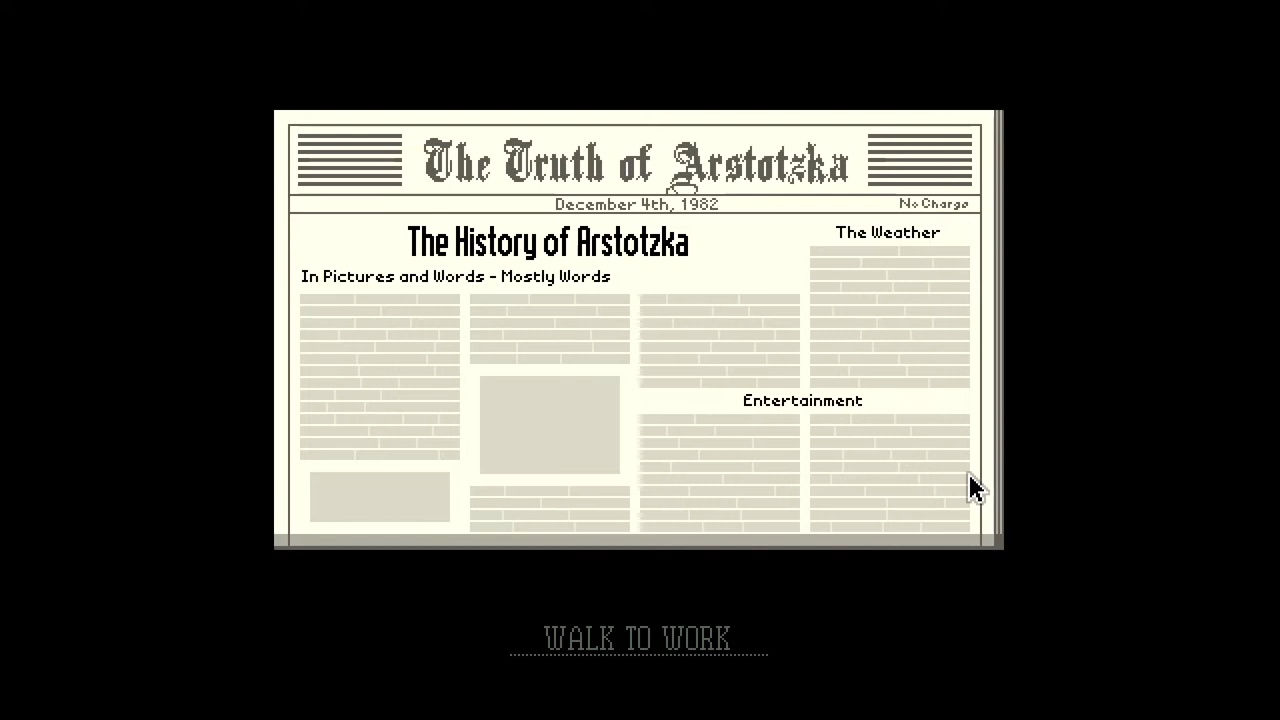 The Truth of Arstotzka
December 4th, 1982
No Charge
The History of Arstotzka
In Pictures and Words - Mostly Words
The Weather
Entertainment
WALK TO WORK